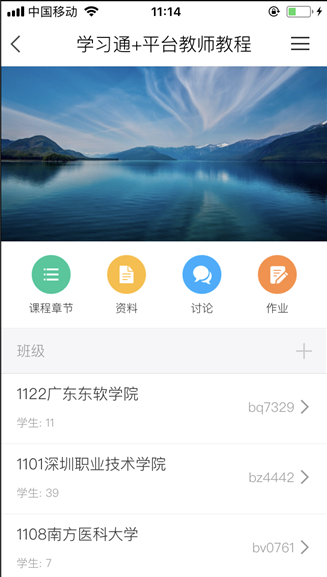 中国移动 11:14
学习通+平台教师教程
课程章节 资料 讨论 作业
班级
1122广东东软学院
bq7329
学生: 11
1101深圳职业技术学院
bz4442
学生: 39
1108南方医科大学
bv0761
学生: 7